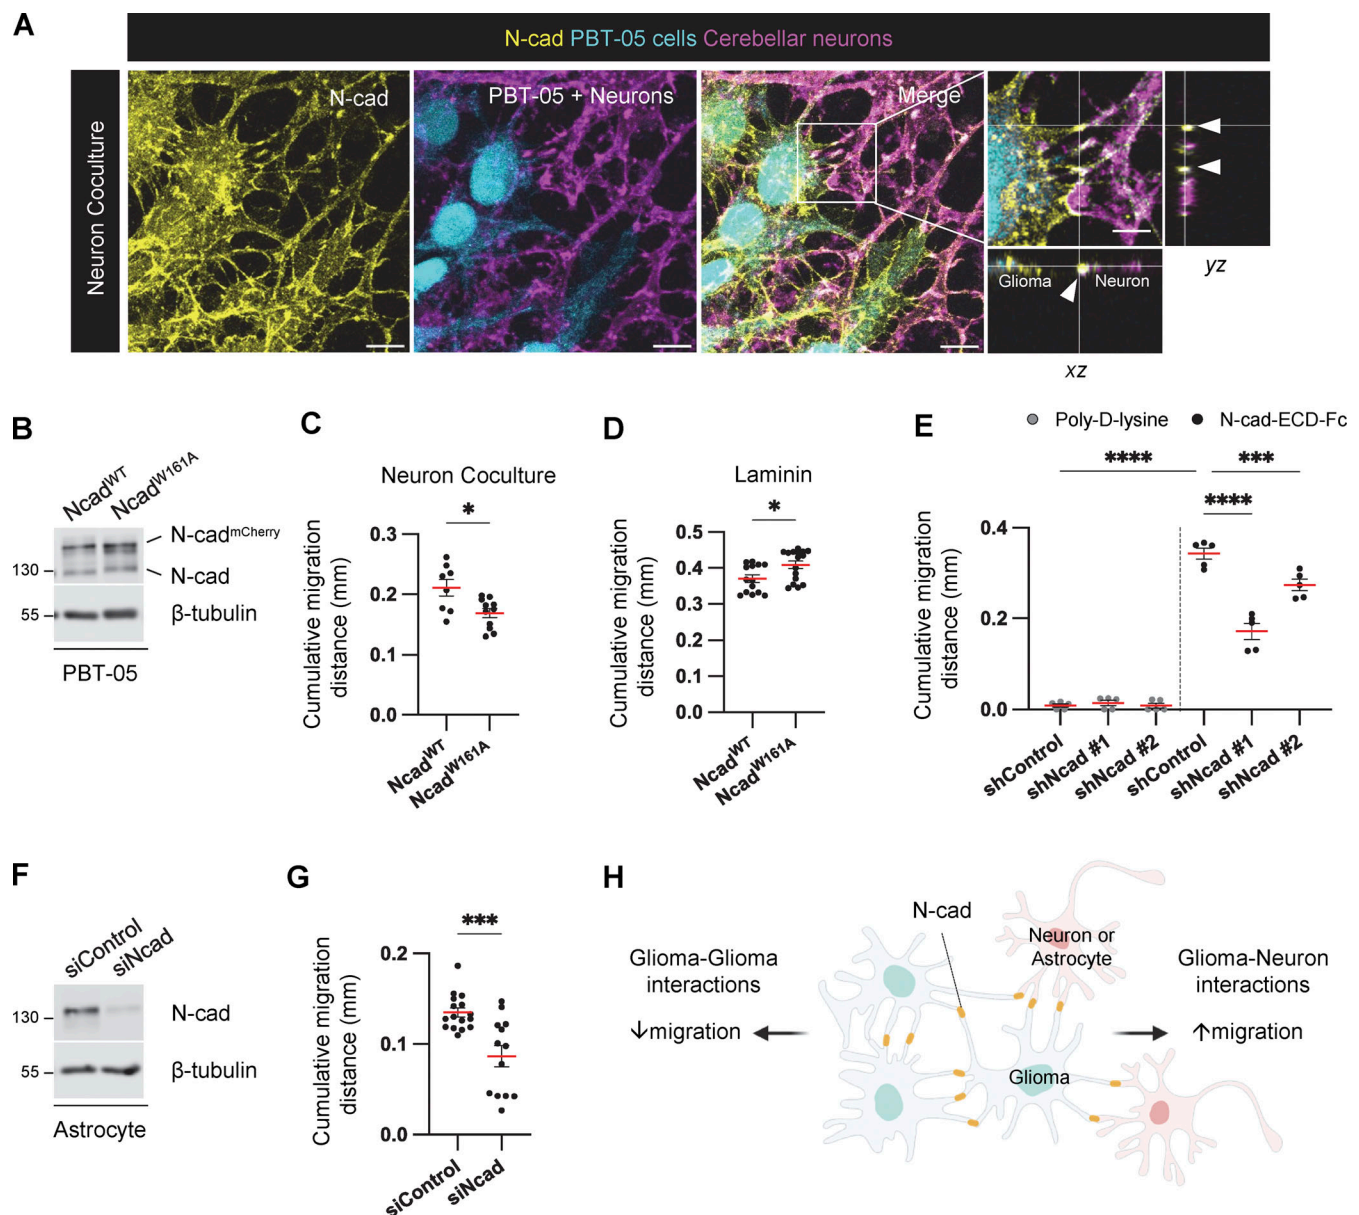 A
N-cad PBT-05 cells Cerebellar neurons
Neuron Coculture
N-cad
PBT-05 + Neurons
Merge
Glioma
Neuron
xz
yz
B
NcadWT
NcadW161A
N-cadmCherry
130
N-cad
55
β-tubulin
PBT-05
C
Neuron Coculture
*
Cumulative migration
distance (mm)
0.3
0.2
0.1
0.0
NcadWT
NcadW161A
D
Laminin
*
Cumulative migration
distance (mm)
0.5
0.4
0.3
0.2
0.1
0.0
NcadWT
NcadW161A
E
Poly-D-lysine
N-cad-ECD-Fc
****
***
****
Cumulative migration
distance (mm)
0.4
0.2
0.0
shControl
shNcad #1
shNcad #2
shControl
shNcad #1
shNcad #2
F
siControl
siNcad
130
N-cad
55
β-tubulin
Astrocyte
G
***
Cumulative migration
distance (mm)
0.2
0.1
0.0
siControl
siNcad
H
N-cad
Neuron or
Astrocyte
Glioma-Glioma
interactions
↓migration
Glioma-Neuron
interactions
↑migration
Glioma